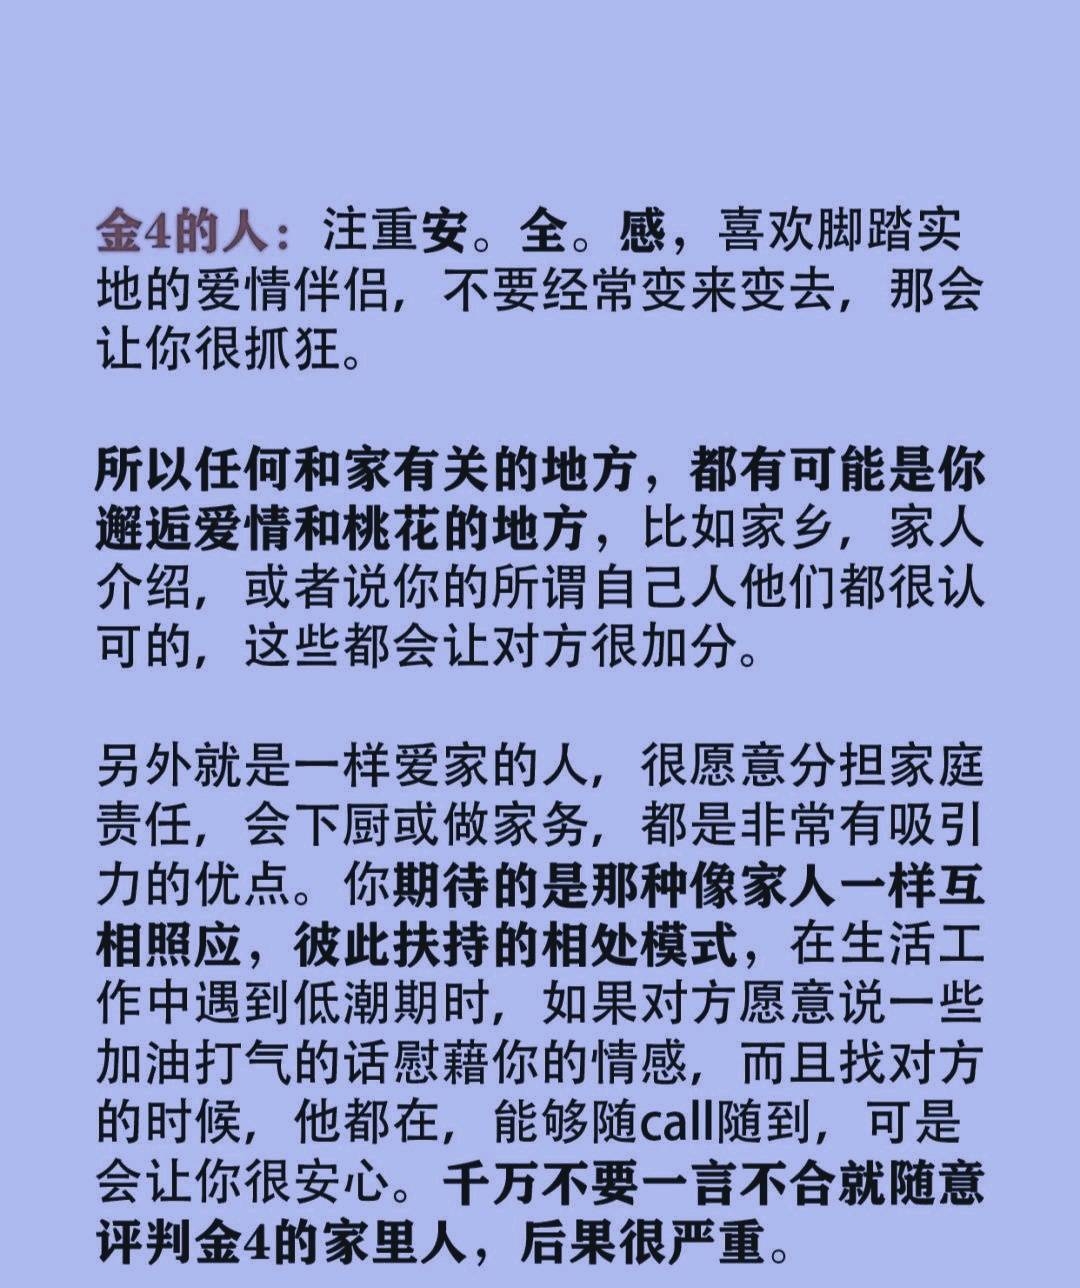 金4的人：注重安。全。感，喜欢脚踏实
地的爱情伴侣，不要经常变来变去，那会
让你很抓狂。
所以任何和家有关的地方，都有可能是你
邂逅爱情和桃花的地方，比如家乡，家人
介绍，或者说你的所谓自己人他们都很认
可的，这些都会让对方很加分。
另外就是一样爱家的人，很愿意分担家庭
责任，会下厨或做家务，都是非常有吸引
力的优点。你期待的是那种像家人一样互
相照应，彼此扶持的相处模式，在生活工
作中遇到低潮期时，如果对方愿意说一些
加油打气的话慰藉你的情感，而且找对方
的时候，他都在，能够随call随到，可是
会让你很安心。千万不要一言不合就随意
评判金4的家里人，后果很严重。